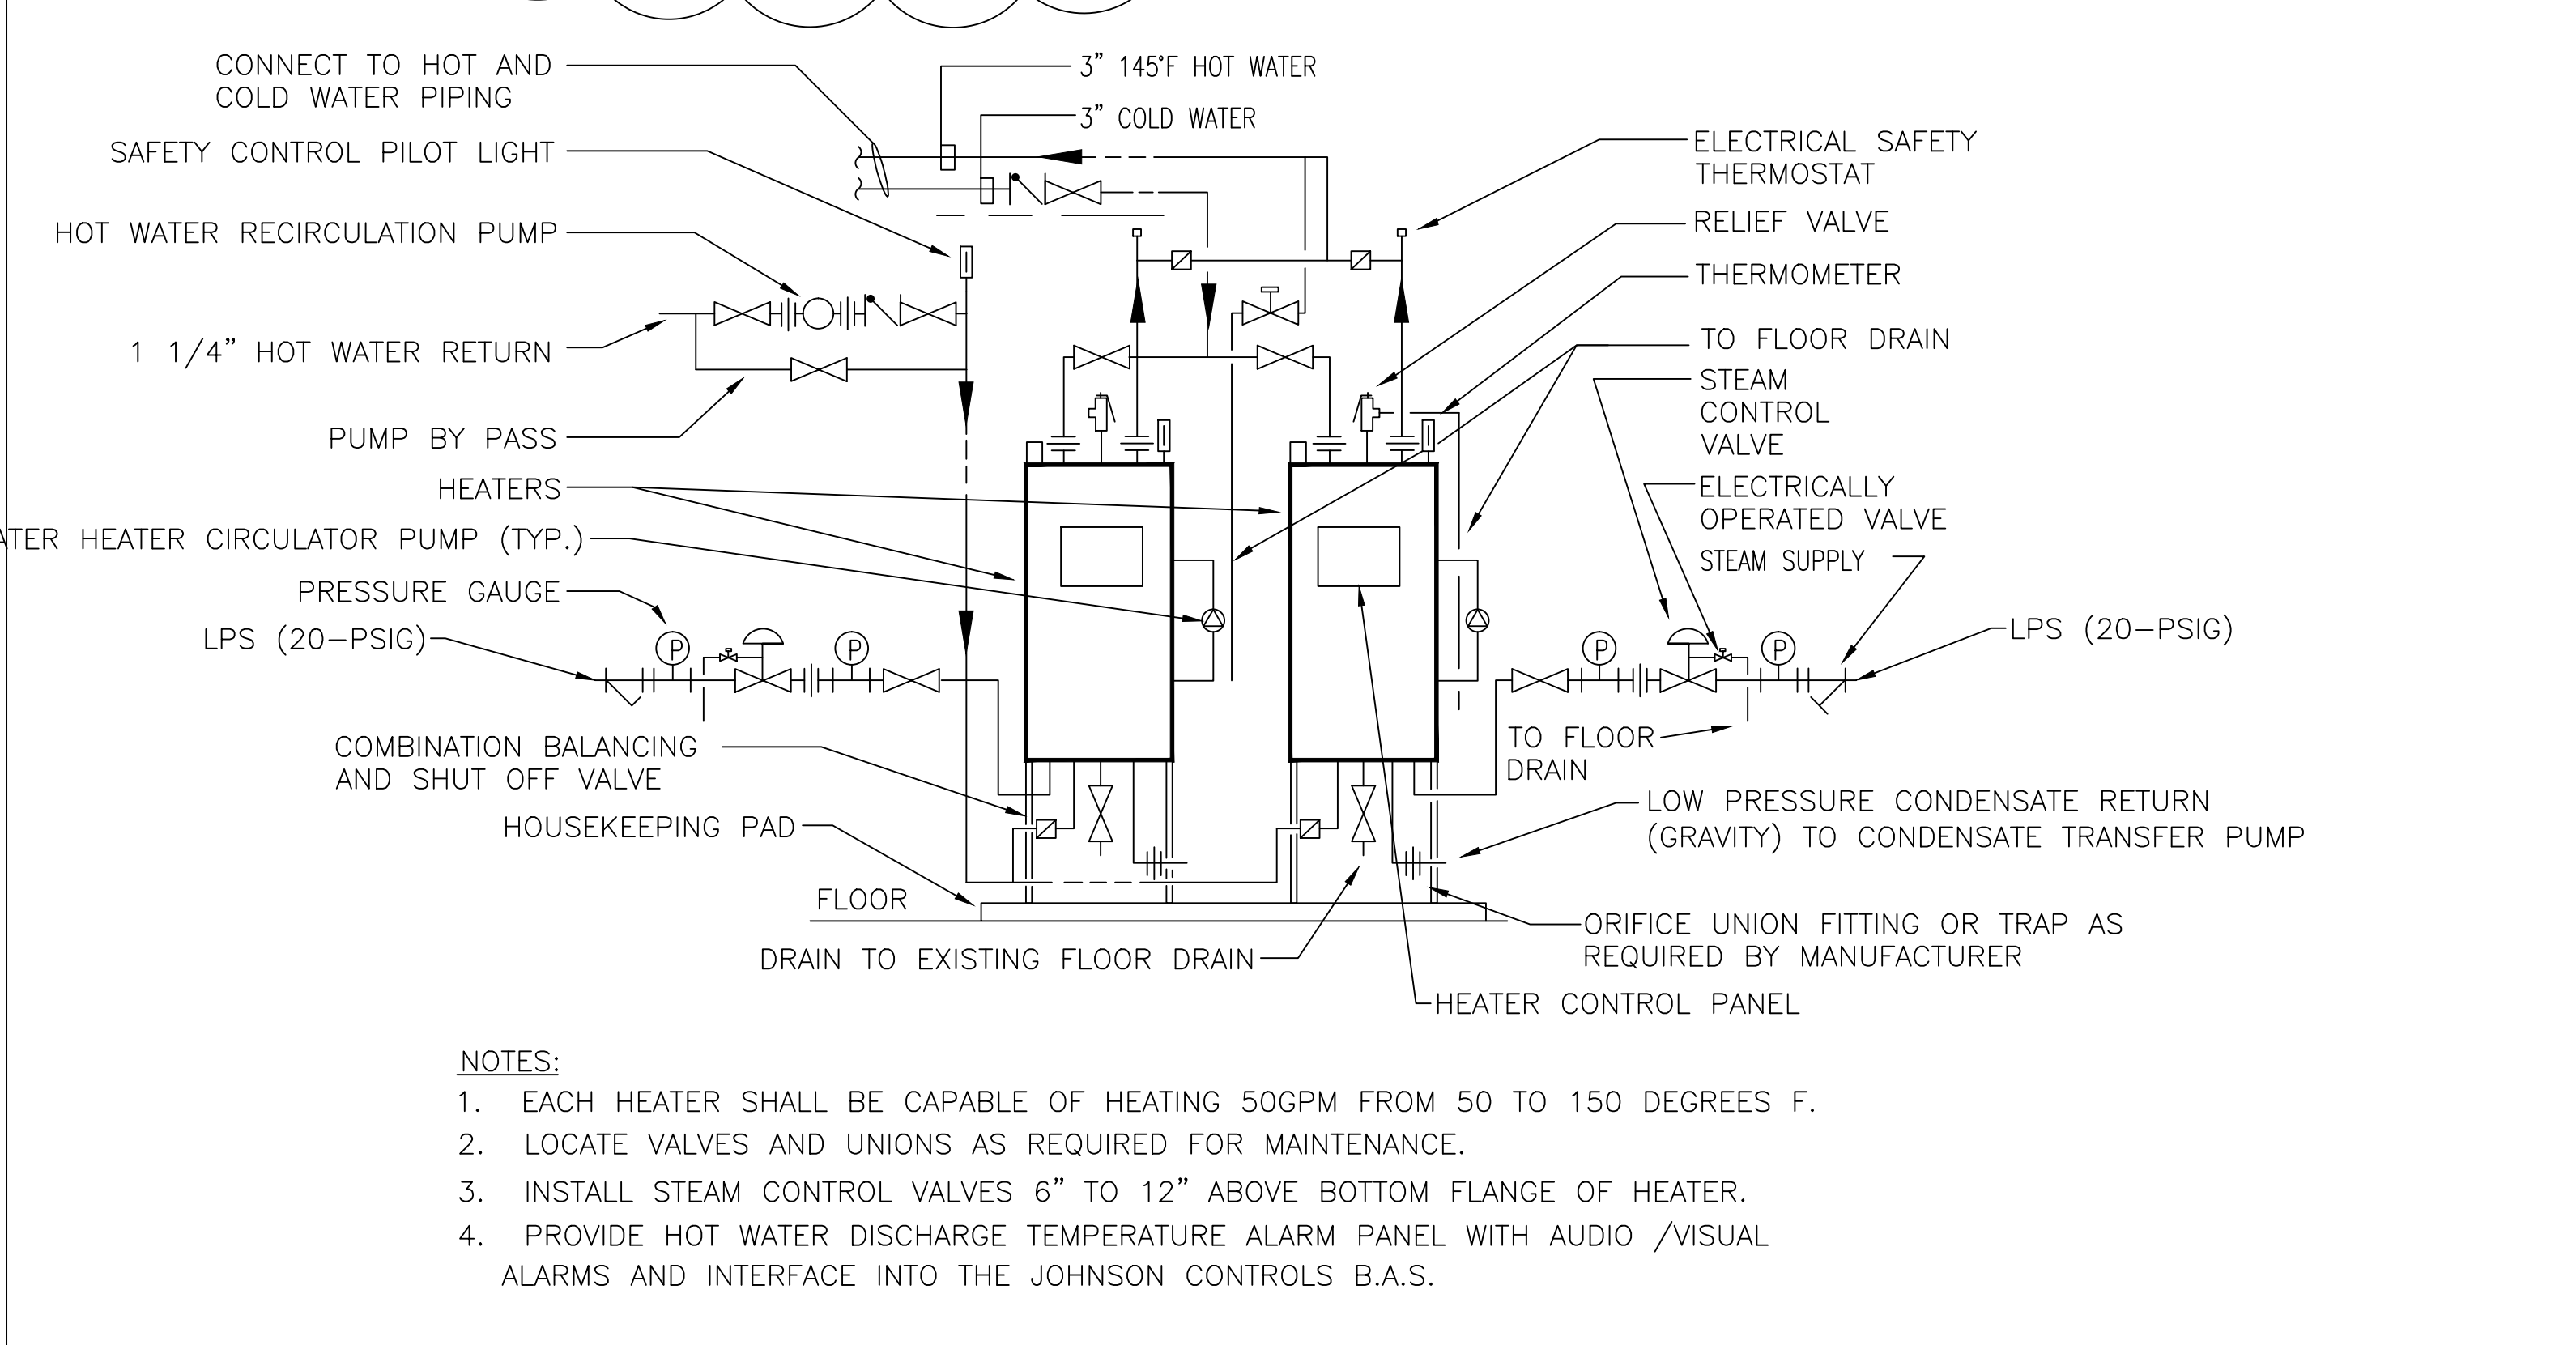 CONNECT TO HOT AND
COLD WATER PIPING
3” 145°F HOT WATER
3” COLD WATER
SAFETY CONTROL PILOT LIGHT
HOT WATER RECIRCULATION PUMP
1 1/4” HOT WATER RETURN
PUMP BY PASS
HEATERS
HEATER CIRCULATOR PUMP (TYP.)
PRESSURE GAUGE
P
P
LPS (20-PSIG)
COMBINATION BALANCING
AND SHUT OFF VALVE
HOUSEKEEPING PAD
FLOOR
DRAIN TO EXISTING FLOOR DRAIN
ELECTRICAL SAFETY
THERMOSTAT
RELIEF VALVE
THERMOMETER
TO FLOOR DRAIN
STEAM
CONTROL
VALVE
ELECTRICALLY
OPERATED VALVE
STEAM SUPPLY
P
P
LPS (20-PSIG)
TO FLOOR
DRAIN
LOW PRESSURE CONDENSATE RETURN
(GRAVITY) TO CONDENSATE TRANSFER PUMP
ORIFICE UNION FITTING OR TRAP AS
REQUIRED BY MANUFACTURER
HEATER CONTROL PANEL
NOTES:
1. EACH HEATER SHALL BE CAPABLE OF HEATING 50GPM FROM 50 TO 150 DEGREES F.
2. LOCATE VALVES AND UNIONS AS REQUIRED FOR MAINTENANCE.
3. INSTALL STEAM CONTROL VALVES 6” TO 12” ABOVE BOTTOM FLANGE OF HEATER.
4. PROVIDE HOT WATER DISCHARGE TEMPERATURE ALARM PANEL WITH AUDIO /VISUAL
ALARMS AND INTERFACE INTO THE JOHNSON CONTROLS B.A.S.